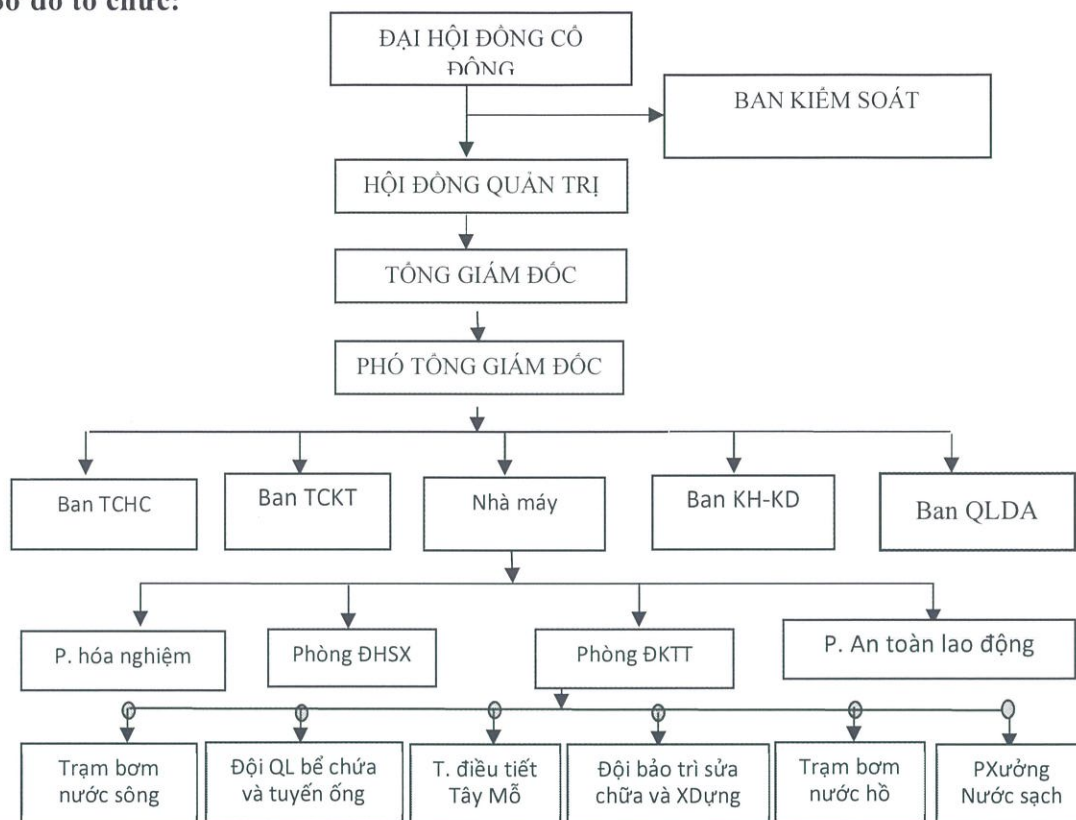 đồ tổ chức:
ĐẠI HỘI ĐỒNG CỔ
ĐÔNG
BAN KIỂM SOÁT
HỘI ĐỒNG QUẢN TRỊ
TỔNG GIÁM ĐỐC
PHÓ TỔNG GIÁM ĐỐC
Ban TCHC
Ban TCKT
Nhà máy
Ban KH-KD
Ban QLDA
P. hóa nghiệm
Phòng ĐHSX
Phòng ĐKTT
P. An toàn lao động
Trạm bơm
nước sông
Đội QL bể chứa
và tuyến ống
T. điều tiết
Tây Mỗ
Đội bảo trì sửa
chữa và XDựng
Trạm bơm
nước hồ
PXưởng
Nước sạch